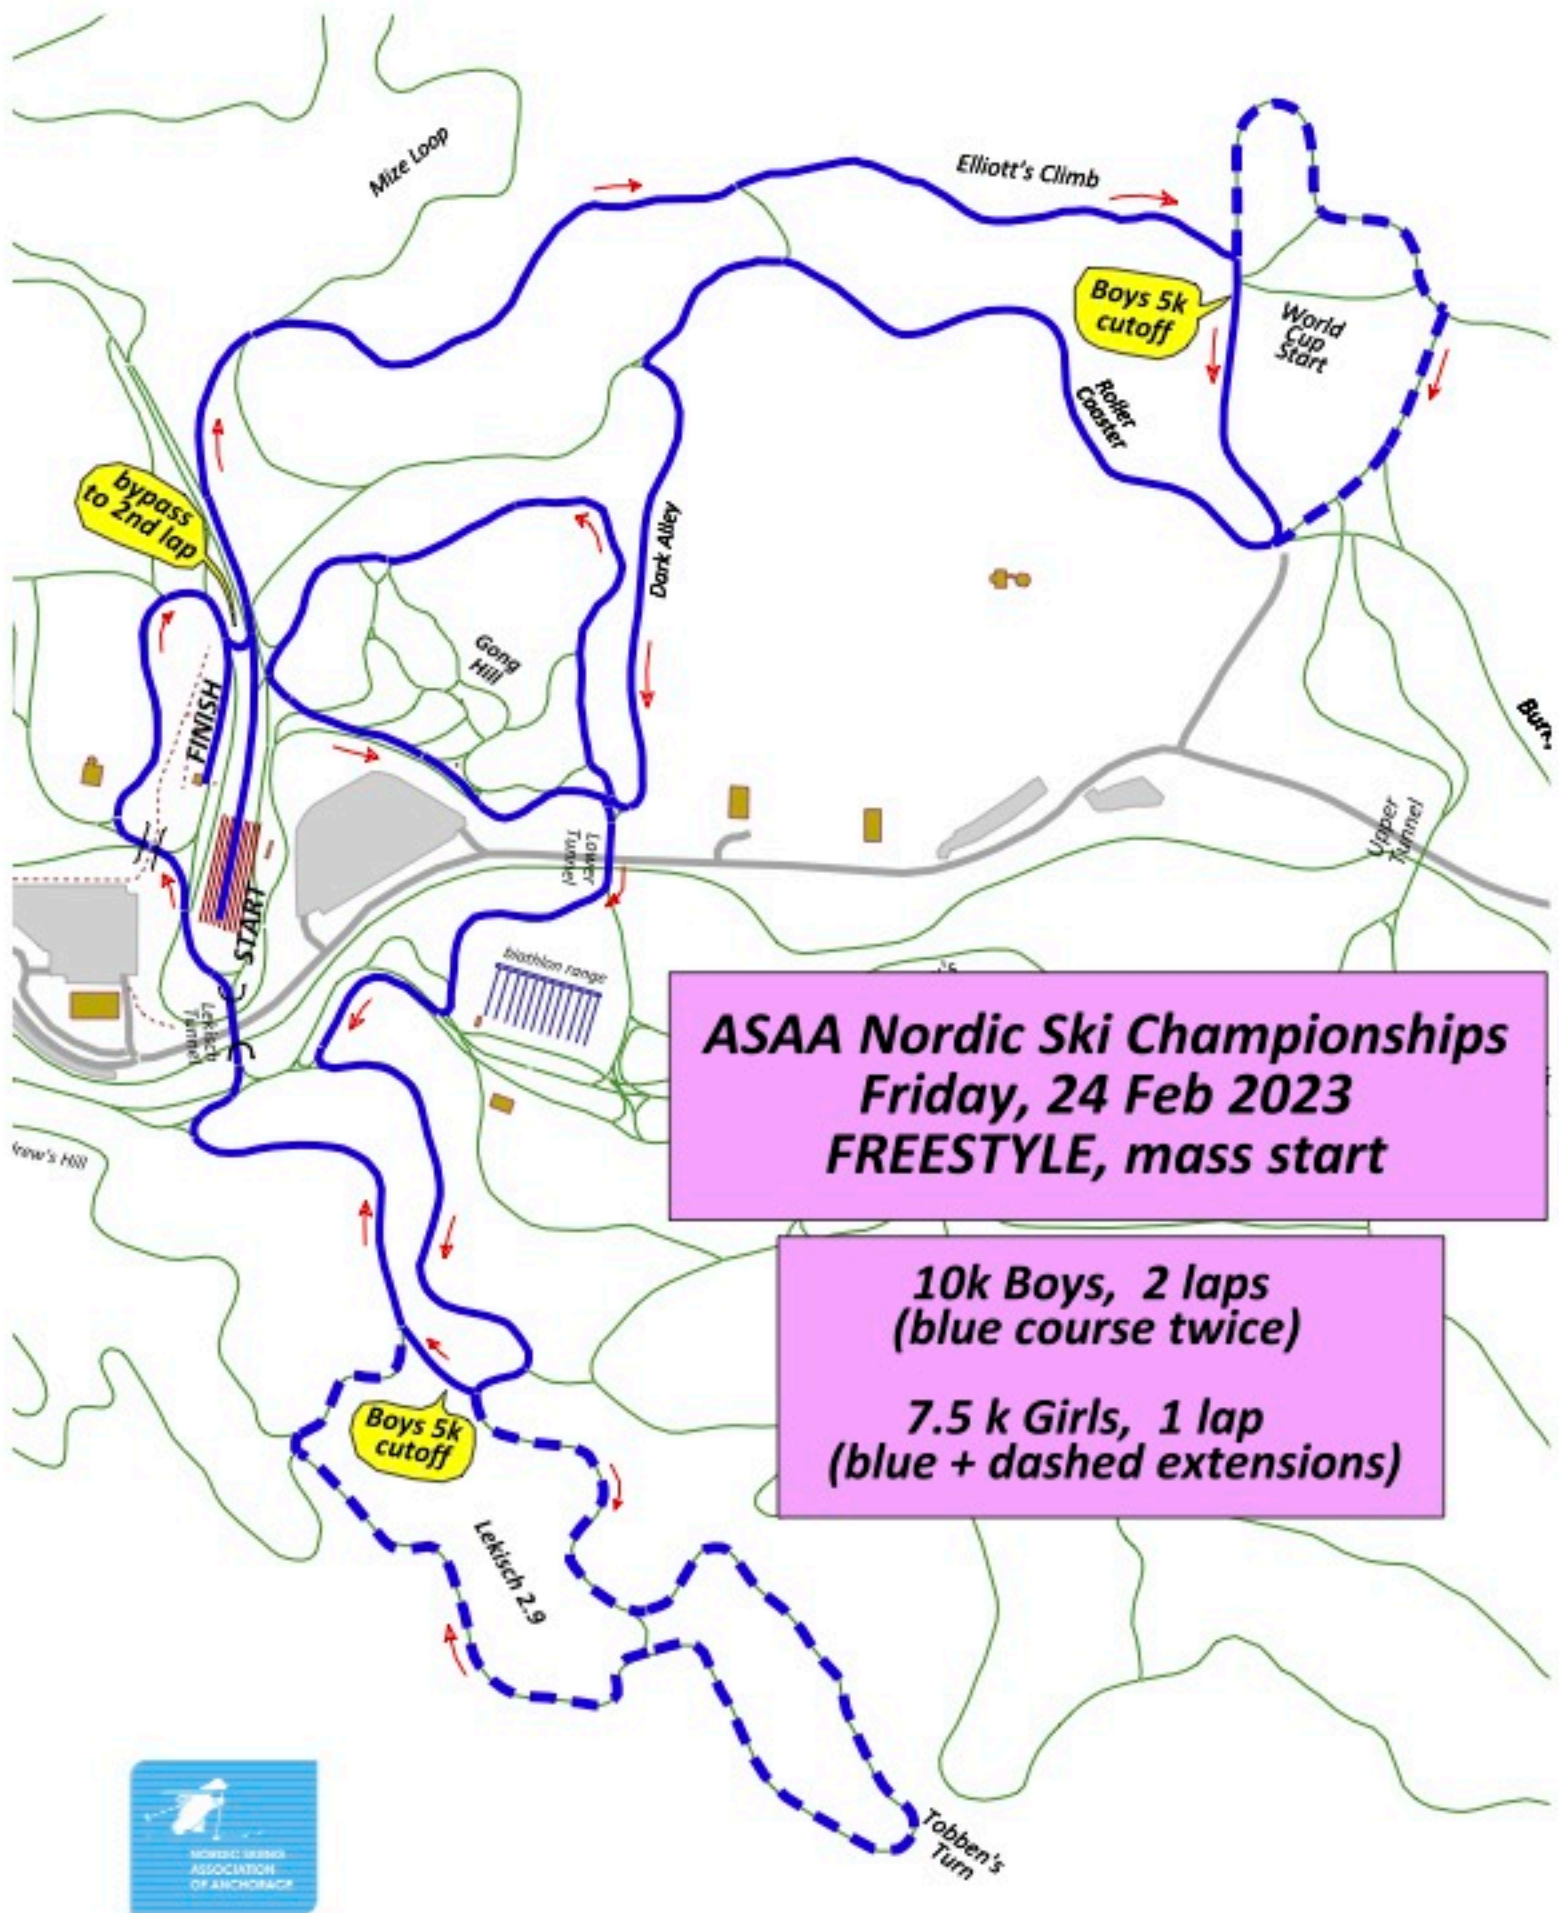 Mize Loop
Elliott's Climb
Boys 5k
cutoff
World
Cup
Start
Roller
Coaster
bypass
to 2nd lap
Dark Alley
Gong
Hill
FINISH
START
Lower
Tunnel
Upper
Tunnel
biathlon range
Lekisch
Tunnel
ASAA Nordic Ski Championships
Friday, 24 Feb 2023
FREESTYLE, mass start
10k Boys, 2 laps
(blue course twice)
7.5 k Girls, 1 lap
(blue + dashed extensions)
Boys 5k
cutoff
Lekisch 2.9
Tobben's
Turn
NORDIC SKIING
ASSOCIATION
OF ANCHORAGE